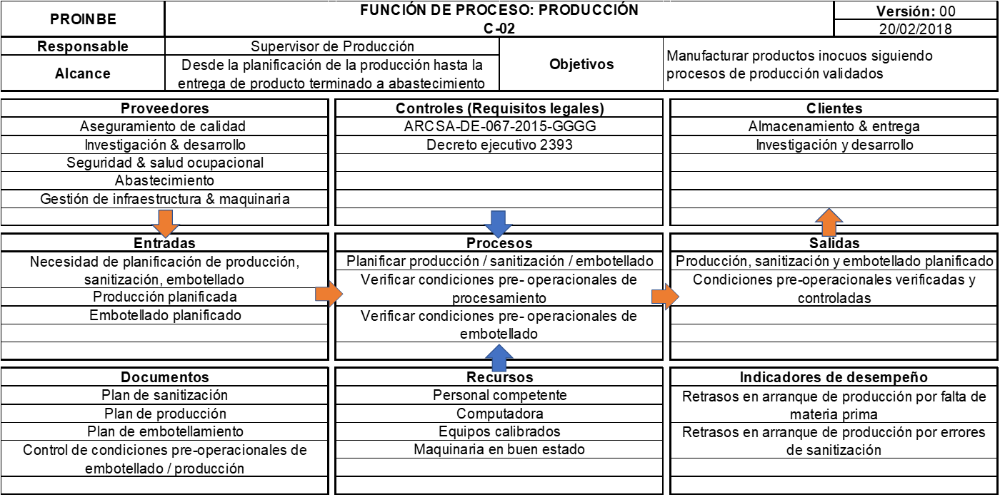 PROINBE
FUNCIÓN DE PROCESO: PRODUCCIÓN
C-02
Versión: 00
20/02/2018
Responsable
Supervisor de Producción
Alcance
Desde la planificación de la producción hasta la
entrega de producto terminado a abastecimiento
Objetivos
Manufacturar productos inocuos siguiendo
procesos de producción validados
Proveedores
Aseguramiento de calidad
Investigación & desarrollo
Seguridad & salud ocupacional
Abastecimiento
Gestión de infraestructura & maquinaria
Controles (Requisitos legales)
ARCSA-DE-067-2015-GGGG
Decreto ejecutivo 2393
Clientes
Almacenamiento & entrega
Investigación y desarrollo
Entradas
Necesidad de planificación de producción,
sanitización, embotellado
Producción planificada
Embotellado planificado
Procesos
Planificar producción / sanitización / embotellado
Verificar condiciones pre- operacionales de
procesamiento
Verificar condiciones pre- operacionales de
embotellado
Salidas
Producción, sanitización y embotellado planificado
Condiciones pre-operacionales verificadas y
controladas
Documentos
Plan de sanitización
Plan de producción
Plan de embotellamiento
Control de condiciones pre-operacionales de
embotellado / producción
Recursos
Personal competente
Computadora
Equipos calibrados
Maquinaria en buen estado
Indicadores de desempeño
Retrasos en arranque de producción por falta de
materia prima
Retrasos en arranque de producción por errores
de sanitización